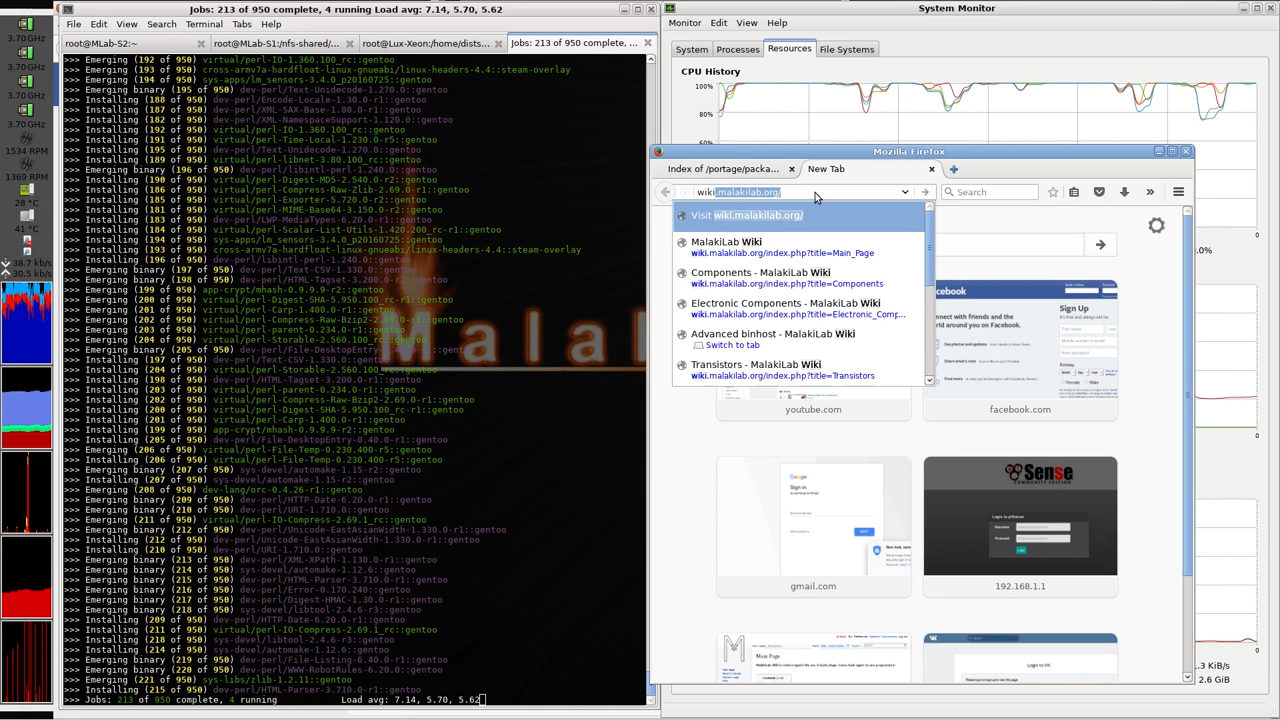 Jobs: 213 of 950 complete, 4 running Load avg: 7.14, 5.70, 5.62
File Edit View Search Terminal Tabs Help
root@MLab-S2:~
root@MLab-S1:/nfs-shared/...
root@Lux-Xeon:/home/dists...
Jobs: 213 of 950 complete, ...
3.70 GHz
3.70 GHz
3.70 GHz
3.70 GHz
1534 RPM
1369 RPM
28 °C
41 °C
30.5 kb/s
>>> Emerging (192 of 950) virtual/perl-IO-1.360.100_rc::gentoo
>>> Emerging (193 of 950) cross-armv7a-hardfloat-linux-gnueabi/linux-headers-4.4::steam-overlay
>>> Emerging (194 of 950) sys-apps/lm_sensors-3.4.0_p20160725::gentoo
>>> Emerging binary (195 of 950) dev-perl/Text-Unidecode-1.270.0::gentoo
>>> Installing (188 of 950) dev-perl/Encode-Locale-1.30.0-r1::gentoo
>>> Installing (187 of 950) dev-perl/XML-SAX-Base-1.80.0-r1::gentoo
>>> Installing (182 of 950) dev-perl/XML-NamespaceSupport-1.120.0::gentoo
>>> Installing (192 of 950) virtual/perl-IO-1.360.100_rc::gentoo
>>> Installing (191 of 950) virtual/perl-Time-Local-1.230.0-r5::gentoo
>>> Installing (189 of 950) virtual/perl-libnet-3.80.100_rc::gentoo
>>> Emerging binary (196 of 950) dev-perl/libintl-perl-1.240.0::gentoo
>>> Installing (190 of 950) virtual/perl-Digest-MD5-2.540.0-r2::gentoo
>>> Installing (186 of 950) virtual/perl-Compress-Raw-Zlib-2.69.0-r1::gentoo
>>> Installing (185 of 950) virtual/perl-Exporter-5.720.0-r2::gentoo
>>> Installing (181 of 950) virtual/perl-MIME-Base64-3.150.0-r3::gentoo
>>> Installing (183 of 950) dev-perl/LWP-MediaTypes-6.20.0-r1::gentoo
>>> Installing (184 of 950) virtual/perl-Scalar-List-Utils-1.420.200_rc::gentoo
>>> Installing (194 of 950) sys-apps/lm_sensors-3.4.0_p20160725::gentoo
>>> Installing (193 of 950) cross-armv7a-hardfloat-linux-gnueabi/linux-headers-4.4::steam-overlay
>>> Installing (196 of 950) dev-perl/libintl-perl-1.240.0::gentoo
>>> Emerging binary (197 of 950) dev-perl/Text-CSV-1.330.0-r1::gentoo
>>> Emerging binary (198 of 950) dev-perl/HTML-Tagset-3.200.0-r1::gentoo
>>> Emerging (199 of 950) app-crypt/mhash-0.9.9.9-r2::gentoo
>>> Emerging (200 of 950) virtual/perl-Digest-SHA-5.950.100_rc::gentoo
>>> Emerging (201 of 950) virtual/perl-Carp-1.400.0-r1::gentoo
>>> Emerging (202 of 950) virtual/perl-Compress-Raw-Bzip2-2.69.0-r1::gentoo
>>> Emerging (203 of 950) virtual/perl-parent-0.234.0-r1::gentoo
>>> Emerging (204 of 950) virtual/perl-Storable-2.560.100_rc::gentoo
>>> Emerging binary (205 of 950) dev-perl/File-DesktopEntry-0.40.0-r1::gentoo
>>> Installing (197 of 950) dev-perl/Text-CSV-1.330.0-r1::gentoo
>>> Installing (204 of 950) virtual/perl-Storable-2.560.100_rc::gentoo
>>> Installing (198 of 950) dev-perl/HTML-Tagset-3.200.0-r1::gentoo
>>> Installing (203 of 950) virtual/perl-parent-0.234.0-r1::gentoo
>>> Installing (202 of 950) virtual/perl-Compress-Raw-Bzip2-2.69.0-r1::gentoo
>>> Installing (200 of 950) virtual/perl-Digest-SHA-5.950.100_rc::gentoo
>>> Installing (201 of 950) virtual/perl-Carp-1.400.0-r1::gentoo
>>> Installing (199 of 950) app-crypt/mhash-0.9.9.9-r2::gentoo
>>> Installing (205 of 950) dev-perl/File-DesktopEntry-0.40.0-r1::gentoo
>>> Emerging (206 of 950) virtual/perl-File-Temp-0.230.400-r5::gentoo
>>> Installing (206 of 950) virtual/perl-File-Temp-0.230.400-r5::gentoo
>>> Emerging binary (207 of 950) sys-devel/automake-1.15-r2::gentoo
>>> Installing (207 of 950) sys-devel/automake-1.15-r2::gentoo
>>> Emerging (208 of 950) dev-lang/orc-0.4.26-r1::gentoo
>>> Emerging binary (209 of 950) dev-perl/HTTP-Date-6.20.0-r1::gentoo
>>> Emerging binary (210 of 950) dev-perl/URI-1.710.0::gentoo
>>> Emerging (211 of 950) virtual/perl-IO-Compress-2.69.1_rc::gentoo
>>> Emerging binary (212 of 950) dev-perl/Unicode-EastAsianWidth-1.330.0-r1::gentoo
>>> Installing (212 of 950) dev-perl/Unicode-EastAsianWidth-1.330.0-r1::gentoo
>>> Installing (210 of 950) dev-perl/URI-1.710.0::gentoo
>>> Emerging binary (213 of 950) dev-perl/XML-XPath-1.130.0-r1::gentoo
>>> Emerging binary (214 of 950) sys-devel/automake-1.12.6::gentoo
>>> Emerging binary (215 of 950) dev-perl/HTML-Parser-3.710.0-r1::gentoo
>>> Emerging binary (216 of 950) dev-perl/Error-0.170.240::gentoo
>>> Emerging binary (217 of 950) dev-perl/Digest-HMAC-1.30.0-r1::gentoo
>>> Emerging binary (218 of 950) sys-devel/libtool-2.4.6-r3::gentoo
>>> Installing (209 of 950) dev-perl/HTTP-Date-6.20.0-r1::gentoo
>>> Installing (211 of 950) virtual/perl-IO-Compress-2.69.1_rc::gentoo
>>> Installing (218 of 950) sys-devel/libtool-2.4.6-r3::gentoo
>>> Installing (214 of 950) sys-devel/automake-1.12.6::gentoo
>>> Emerging binary (219 of 950) dev-perl/File-Listing-6.40.0-r1::gentoo
>>> Emerging binary (220 of 950) dev-perl/WWW-RobotRules-6.20.0-r1::gentoo
>>> Emerging (221 of 950) sys-libs/zlib-1.2.11::gentoo
>>> Installing (215 of 950) dev-perl/HTML-Parser-3.710.0-r1::gentoo
>>> Jobs: 213 of 950 complete, 4 running Load avg: 7.14, 5.70, 5.62
Malak
System Monitor
Monitor Edit View Help
System Processes Resources File Systems
CPU History
100%
80%
Mozilla Firefox
Index of /portage/packa...
New Tab
wiki.malakilab.org/
Search
Visit wiki.malakilab.org/
MalakiLab Wiki
wiki.malakilab.org/index.php?title=Main_Page
Components - MalakiLab Wiki
wiki.malakilab.org/index.php?title=Components
Electronic Components - MalakiLab Wiki
wiki.malakilab.org/index.php?title=Electronic_Comp...
Advanced binhost - MalakiLab Wiki
Switch to tab
Transistors - MalakiLab Wiki
wiki.malakilab.org/index.php?title=Transistors
youtube.com
facebook.com
Sign Up
Google
Sign in
gmail.com
Sense
COMMUNITY EDITION
Login to pfSense
192.168.1.1
Main Page
Login to VK
0
0
2.6 GiB